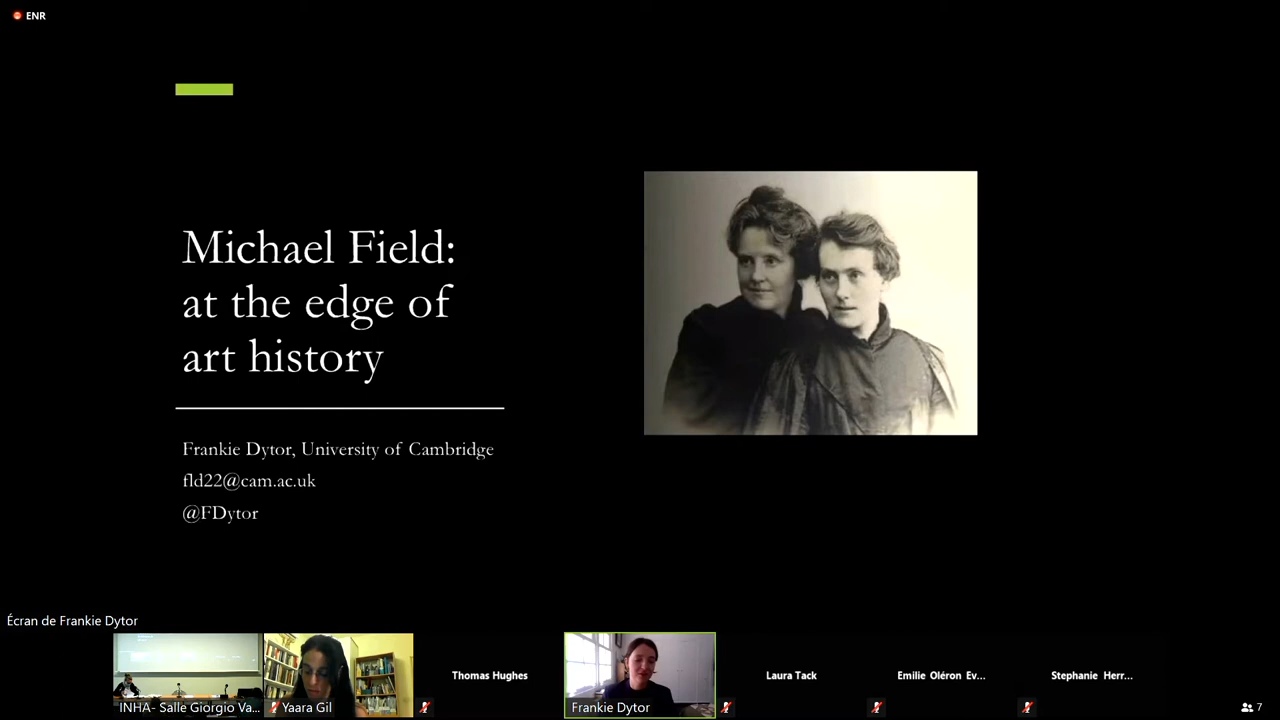 ENR
Michael Field:
at the edge of
art history
Frankie Dytor, University of Cambridge
fld22@cam.ac.uk
@FDytor
Écran de Frankie Dytor
INHA- Salle Giorgio Va...
Yaara Gil
Thomas Hughes
Frankie Dytor
Laura Tack
Emilie Oléron Ev...
Stephanie Herr...
7